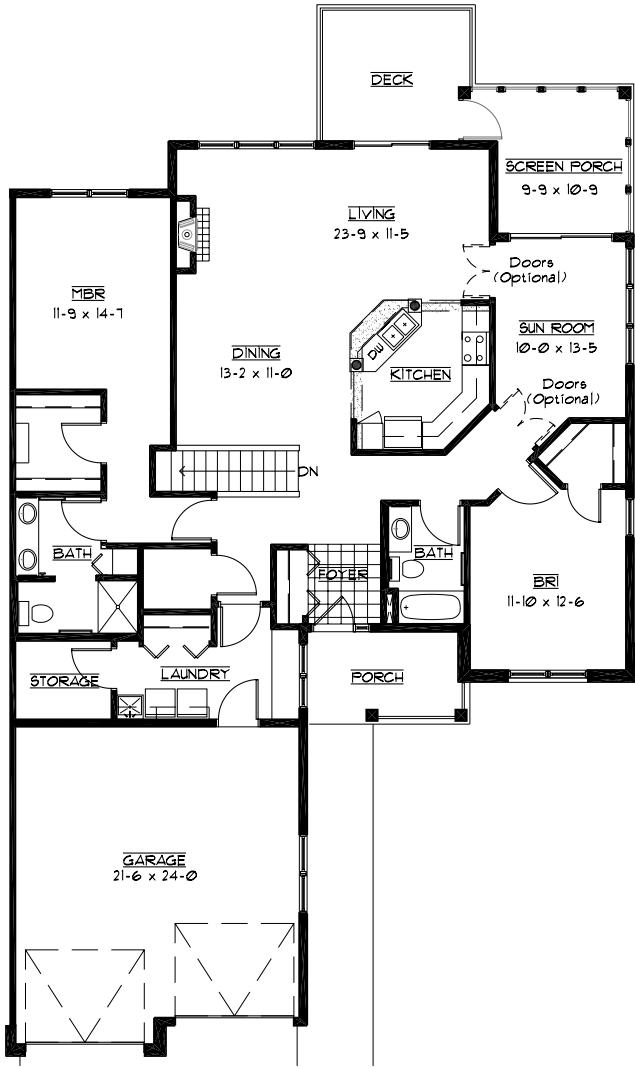 DECK
SCREEN PORCH
9-9 x 10-9
LIVING
23-9 x 11-5
Doors
(Optional)
MBR
11-9 x 14-7
SUN ROOM
10-0 x 13-5
DW
DINING
13-2 x 11-0
KITCHEN
Doors
(Optional)
DN
BATH
BATH
FOYER
BR1
11-10 x 12-6
STORAGE
LAUNDRY
PORCH
GARAGE
21-6 x 24-0